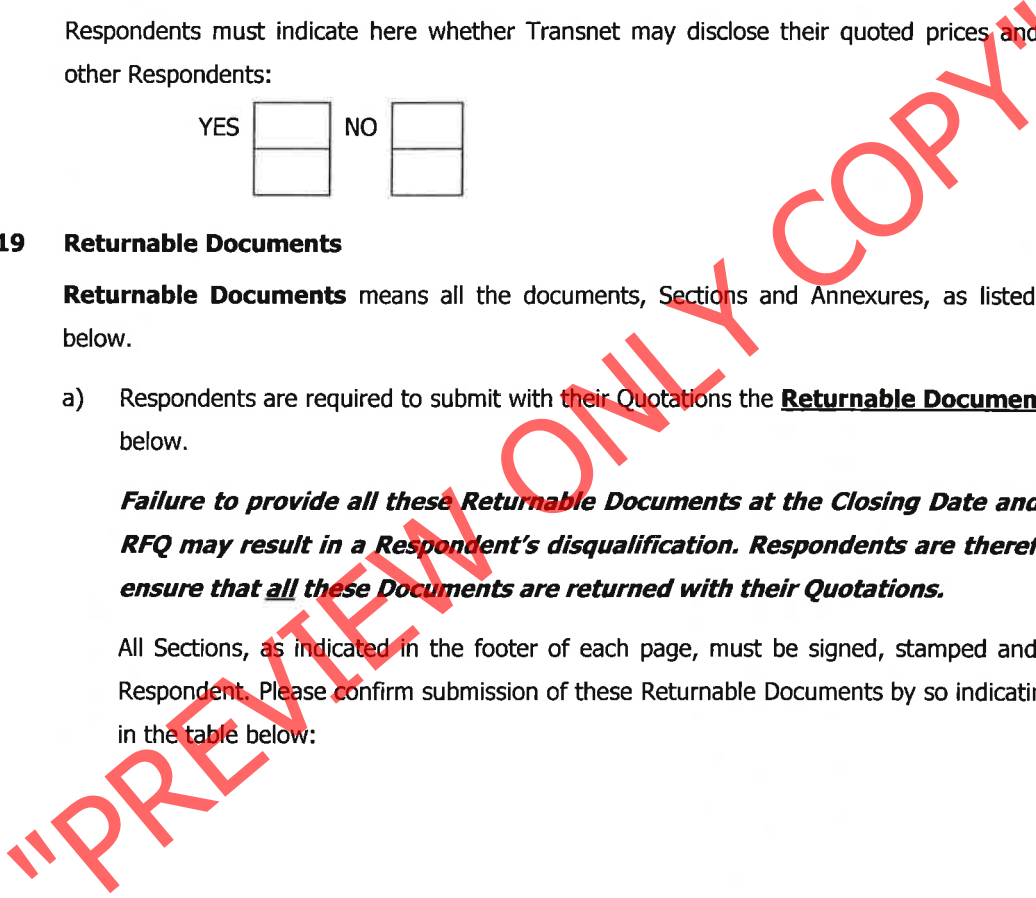 Respondents must indicate here whether Transnet may disclose their quoted prices and
other Respondents:
YES NO
19 Returnable Documents
Returnable Documents means all the documents, Sections and Annexures, as listed
below.
a) Respondents are required to submit with their Quotations the Returnable Documen
below.
Failure to provide all these Returnable Documents at the Closing Date and
RFQ may result in a Respondent's disqualification. Respondents are theref
ensure that all these Documents are returned with their Quotations.
All Sections, as indicated in the footer of each page, must be signed, stamped and
Respondent. Please confirm submission of these Returnable Documents by so indicatin
in the table below:
"PREVIEW ONLY COPY"